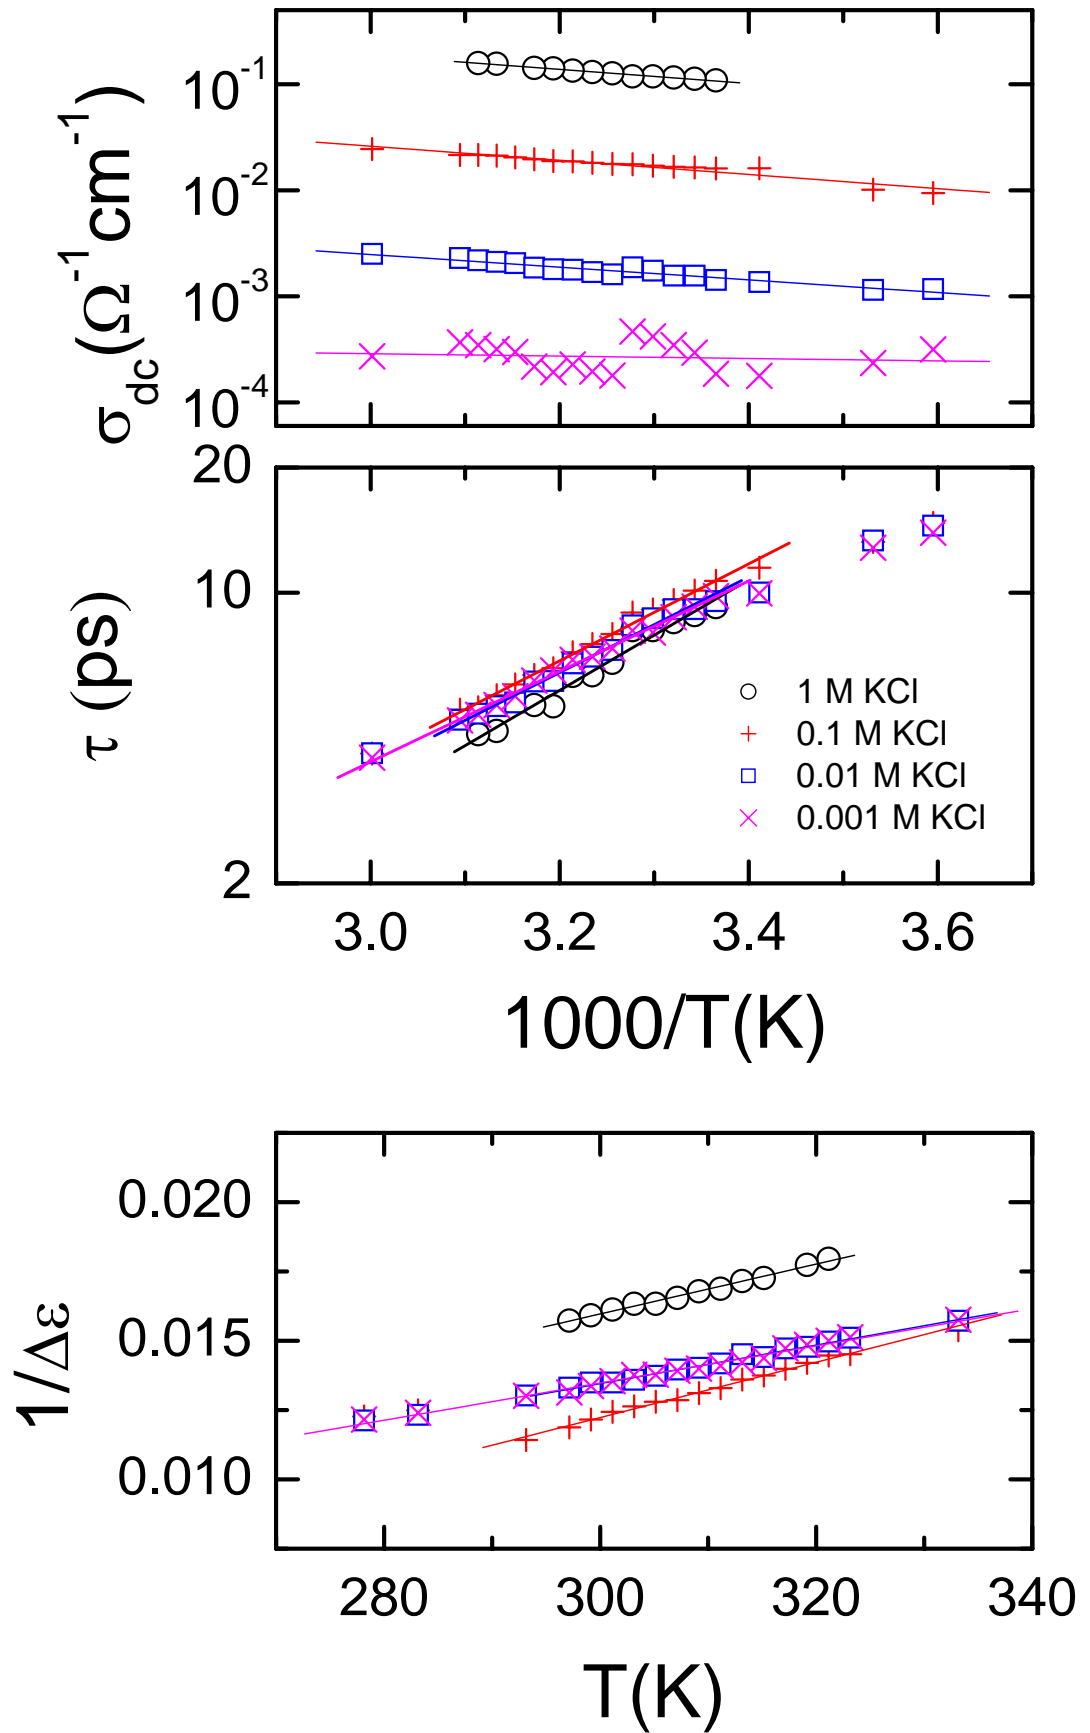 σdc(Ω⁻¹cm⁻¹)
10⁻¹
10⁻²
10⁻³
10⁻⁴
τ (ps)
20
10
2
1 M KCl
0.1 M KCl
0.01 M KCl
0.001 M KCl
3.0 3.2 3.4 3.6
1000/T(K)
1/Δε
0.020
0.015
0.010
280 300 320 340
T(K)